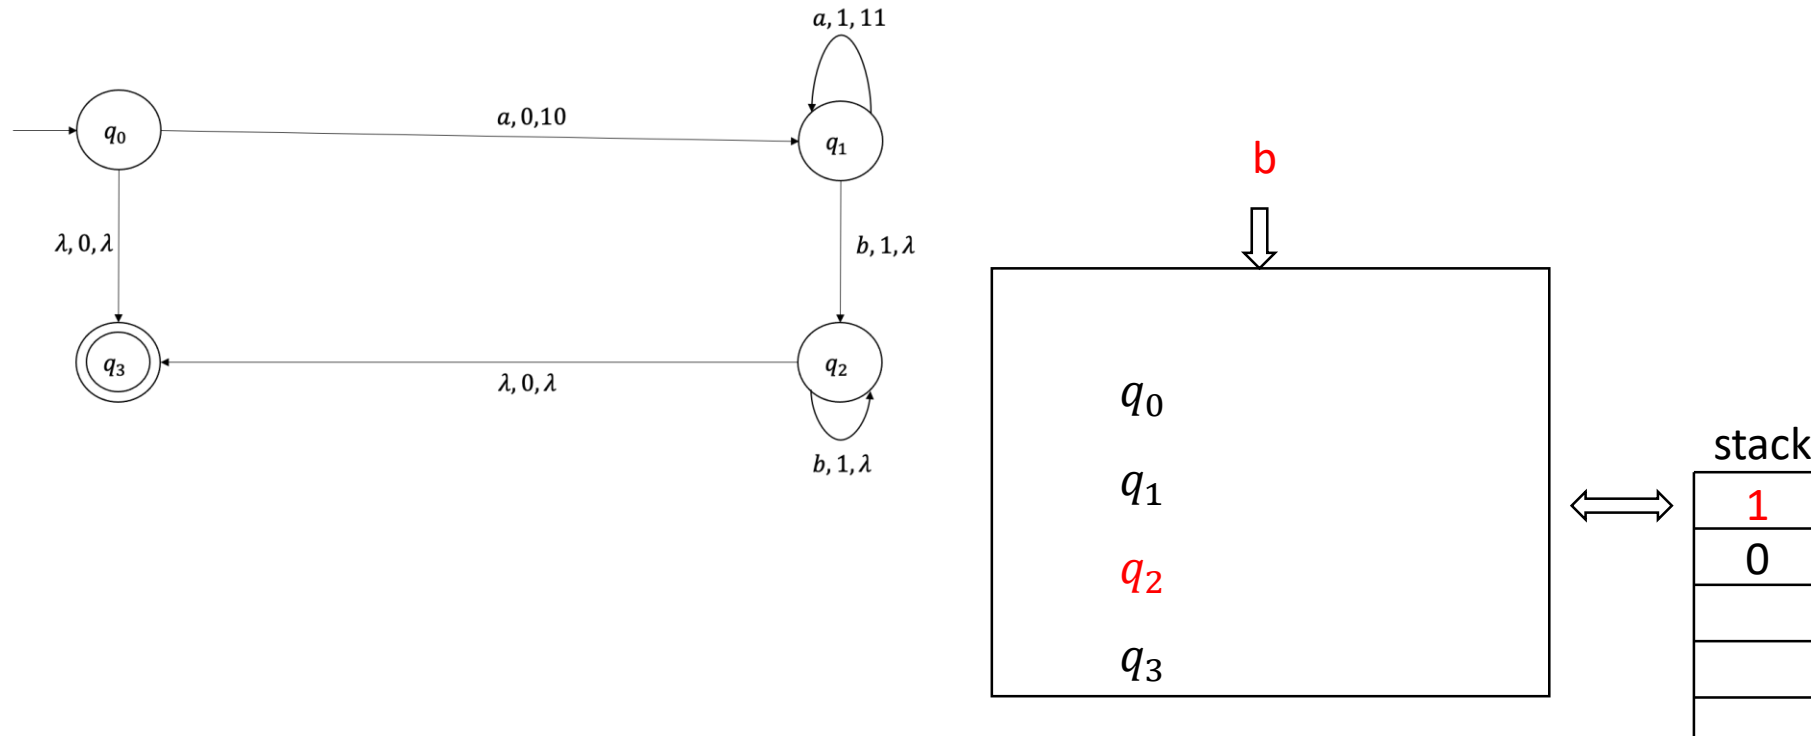 a, 1, 11
q₀
a, 0,10
q₁
λ, 0, λ
b, 1, λ
q₃
λ, 0, λ
q₂
b, 1, λ
b
q₀
q₁
q₂
q₃
stack
1
0